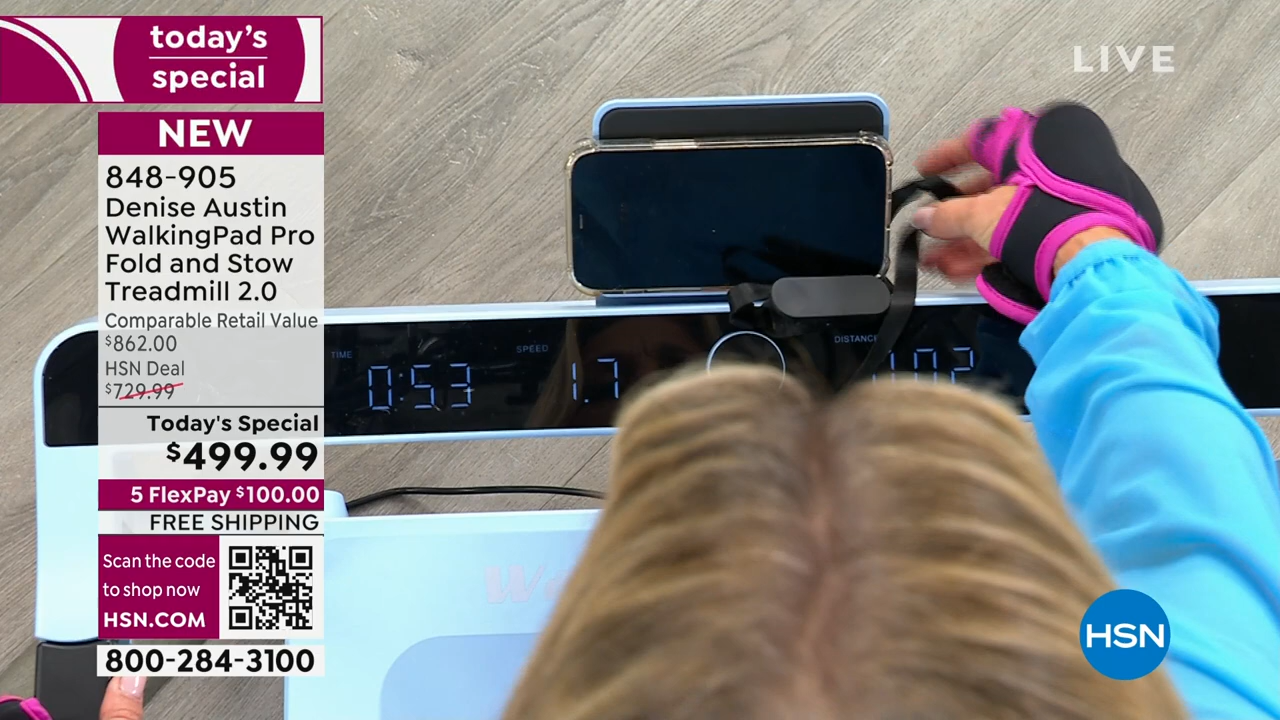 today's
special
LIVE
NEW
848-905
Denise Austin
WalkingPad Pro
Fold and Stow
Treadmill 2.0
Comparable Retail Value
$862.00
HSN Deal
$729.99
Today's Special
$499.99
5 FlexPay $100.00
FREE SHIPPING
Scan the code
to shop now
HSN.COM
800-284-3100
TIME
0:53
SPEED
1.7
DISTANCE
HSN